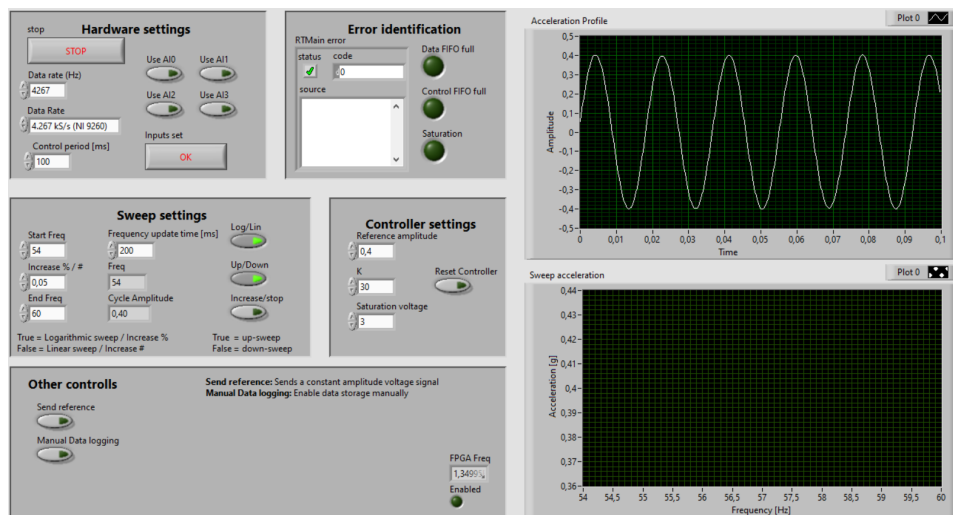 stop
Hardware settings
STOP
Use AI0
Use AI1
Data rate (Hz)
4267
Use AI2
Use AI3
Data Rate
4.267 kS/s (NI 9260)
Inputs set
Control period [ms]
100
OK
Error identification
RTMain error
status
code
0
Data FIFO full
source
Control FIFO full
Saturation
Acceleration Profile
Plot 0
Amplitude
0,5
0,4
0,3
0,2
0,1
0
-0,1
-0,2
-0,3
-0,4
-0,5
0
0,01
0,02
0,03
0,04
0,05
0,06
0,07
0,08
0,09
0,1
Time
Sweep settings
Start Freq
Frequency update time [ms]
Log/Lin
54
200
Increase % / #
Freq
Up/Down
0,05
54
End Freq
Cycle Amplitude
Increase/stop
60
0,40
True = Logarithmic sweep / Increase %
False = Linear sweep / Increase #
True = up-sweep
False = down-sweep
Controller settings
Reference amplitude
0,4
K
Reset Controller
30
Saturation voltage
3
Sweep acceleration
Plot 0
Acceleration [g]
0,44
0,43
0,42
0,41
0,4
0,39
0,38
0,37
0,36
54
54,5
55
55,5
56
56,5
57
57,5
58
58,5
59
59,5
60
Frequency [Hz]
Other controlls
Send reference: Sends a constant amplitude voltage signal
Manual Data logging: Enable data storage manually
Send reference
Manual Data logging
FPGA Freq
Enabled